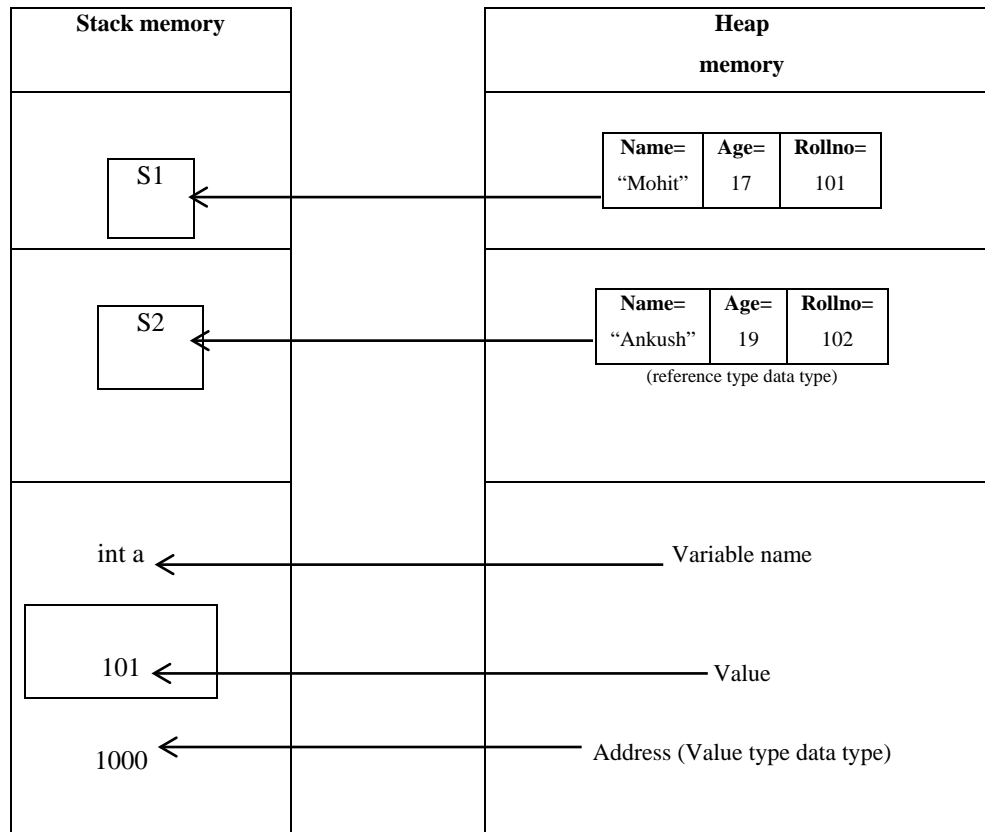 Stack memory
Heap
memory
S1
Name=
Age=
Rollno=
“Mohit”
17
101
S2
Name=
Age=
Rollno=
“Ankush”
19
102
(reference type data type)
int a
Variable name
101
Value
1000
Address (Value type data type)